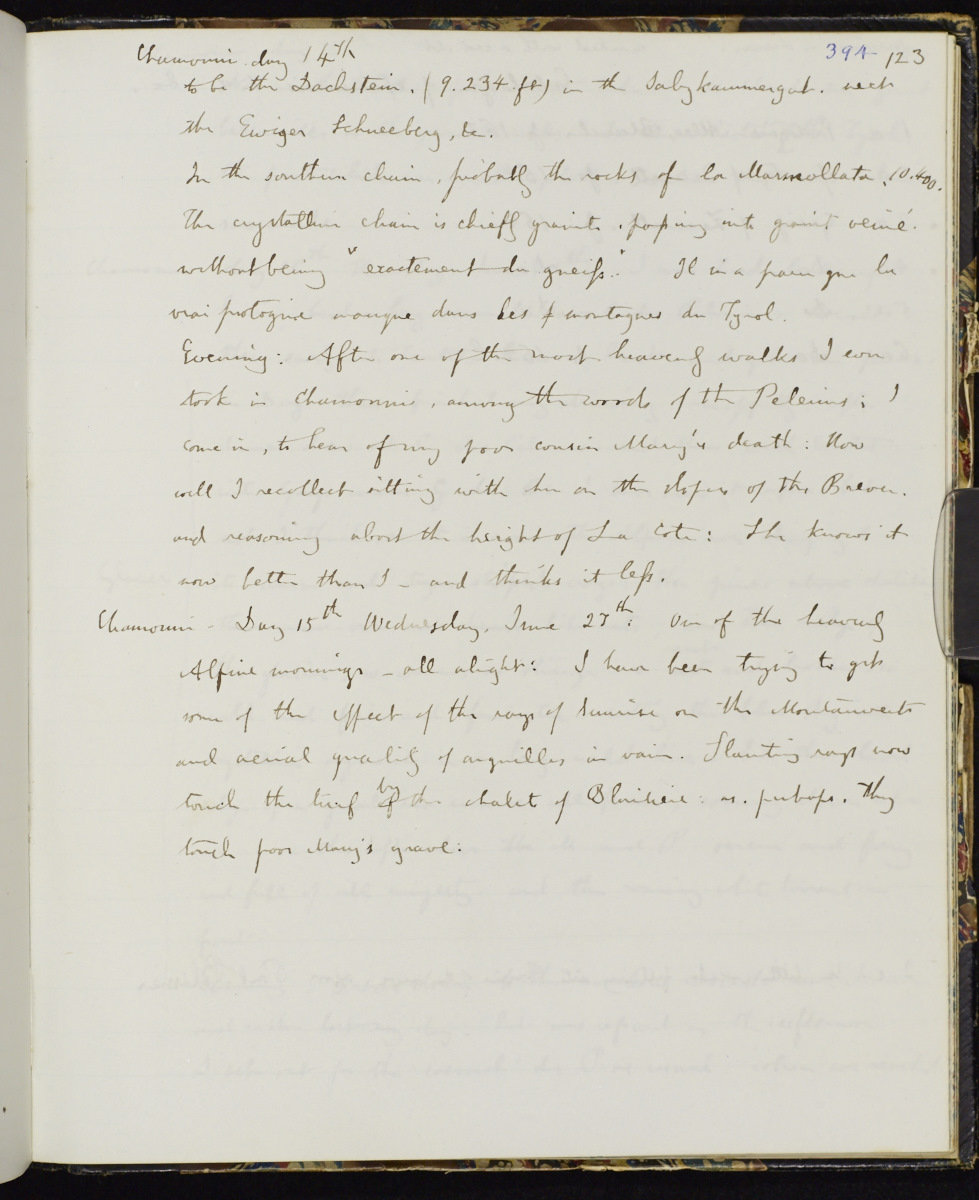 Chamouni. day 14th
394 123
to be the Dachstein. (9.234.ft) in the Salzkammergut. next
the Ewiger Schneeberg, &c.
In the southern chain, probably the rocks of la Marmollata. 10.400.
The crystalline chain is chiefly granite, passing into granit veiné.
without being "exactement du gneiss." Il in a que le
vrai protogine manque dans les montagnes du Tyrol.
Evening: After one of the most heavenly walks I ever
took in Chamouni, among the woods of the Pelerins; I
come in, to hear of my poor cousin Mary's death: How
well I recollect sitting with her on the slopes of the Breven.
and reasoning about the height of La Cote: She knows it
now better than I - and thinks it less.
Chamouni - Day 15th Wednesday, June 27th: One of the heavenly
Alpine mornings - all alight: I have been trying to get
some of the effect of the rays of sunrise on the Montanvert
and aerial quality of aiguilles in vain. Slanting rays now
touch the turf by the chalet of Blaitiere: as. perhaps. they
touch poor Mary's grave: